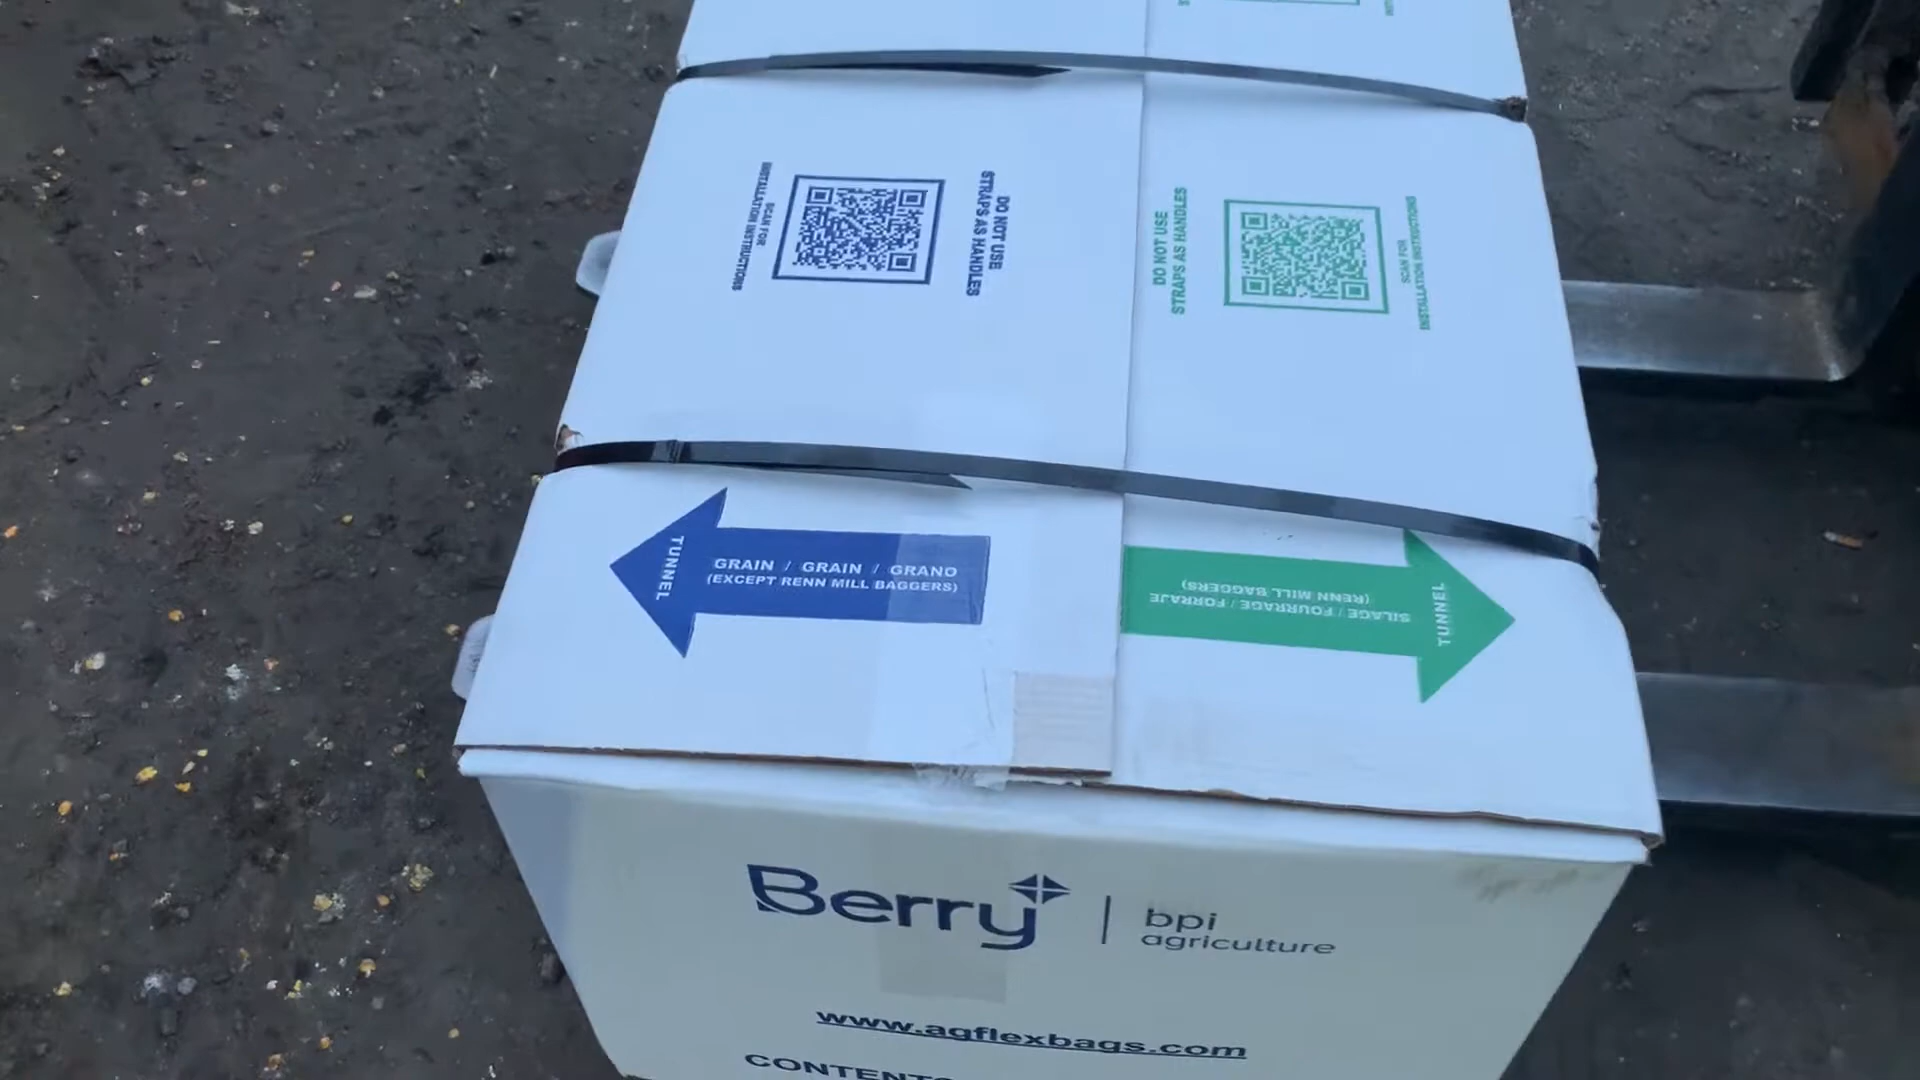 SCAN FOR
INSTALLATION INSTRUCTIONS
DO NOT USE
STRAPS AS HANDLES
DO NOT USE
STRAPS AS HANDLES
SCAN FOR
INSTALLATION INSTRUCTIONS
TUNNEL
GRAIN / GRAIN / GRANO
(EXCEPT RENN MILL BAGGERS)
SILAGE / FOURRAGE / FORRAJE
(RENN MILL BAGGERS)
TUNNEL
Berry
bpi
agriculture
www.agflexbags.com
CONTENTS